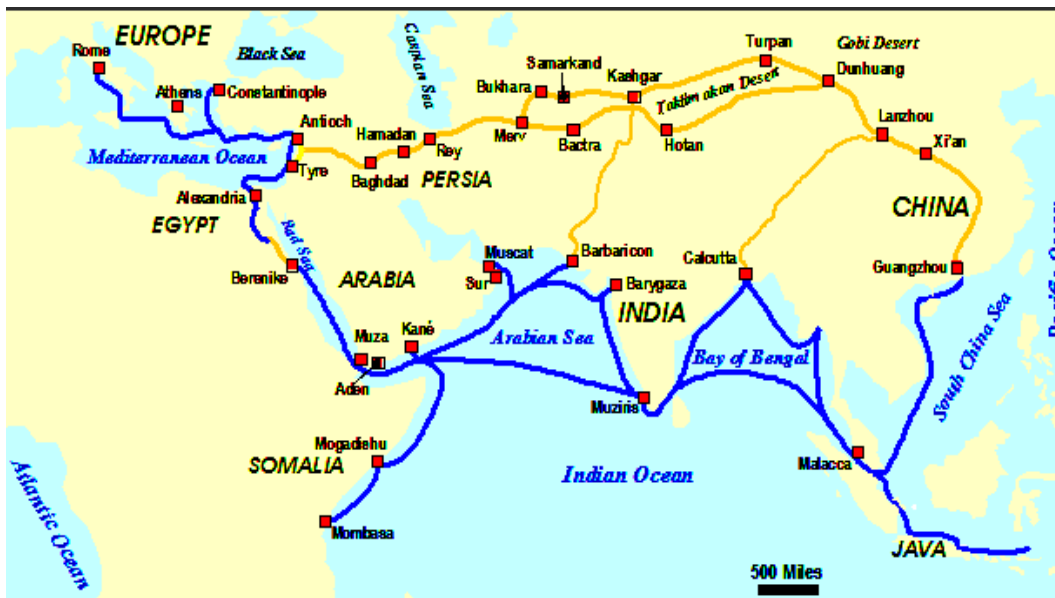 EUROPE
Rome
Black Sea
Caspian Sea
Turpan
Gobi Desert
Samarkand
Kashgar
Dunhuang
Bukhara
Taklimakan Desert
Athens
Constantinople
Antioch
Hamadan
Rey
Merv
Bactra
Hotan
Lanzhou
Xi'an
Mediterranean Ocean
Tyre
Baghdad
PERSIA
Alexandria
EGYPT
CHINA
Pacific Ocean
Berenike
ARABIA
Muscat
Sur
Barbaricon
Barygaza
INDIA
Calcutta
Guangzhou
Muza
Kané
Aden
Arabian Sea
Bay of Bengal
South China Sea
Muziris
Mogadishu
SOMALIA
Malacca
Indian Ocean
Atlantic Ocean
Mombasa
JAVA
500 Miles